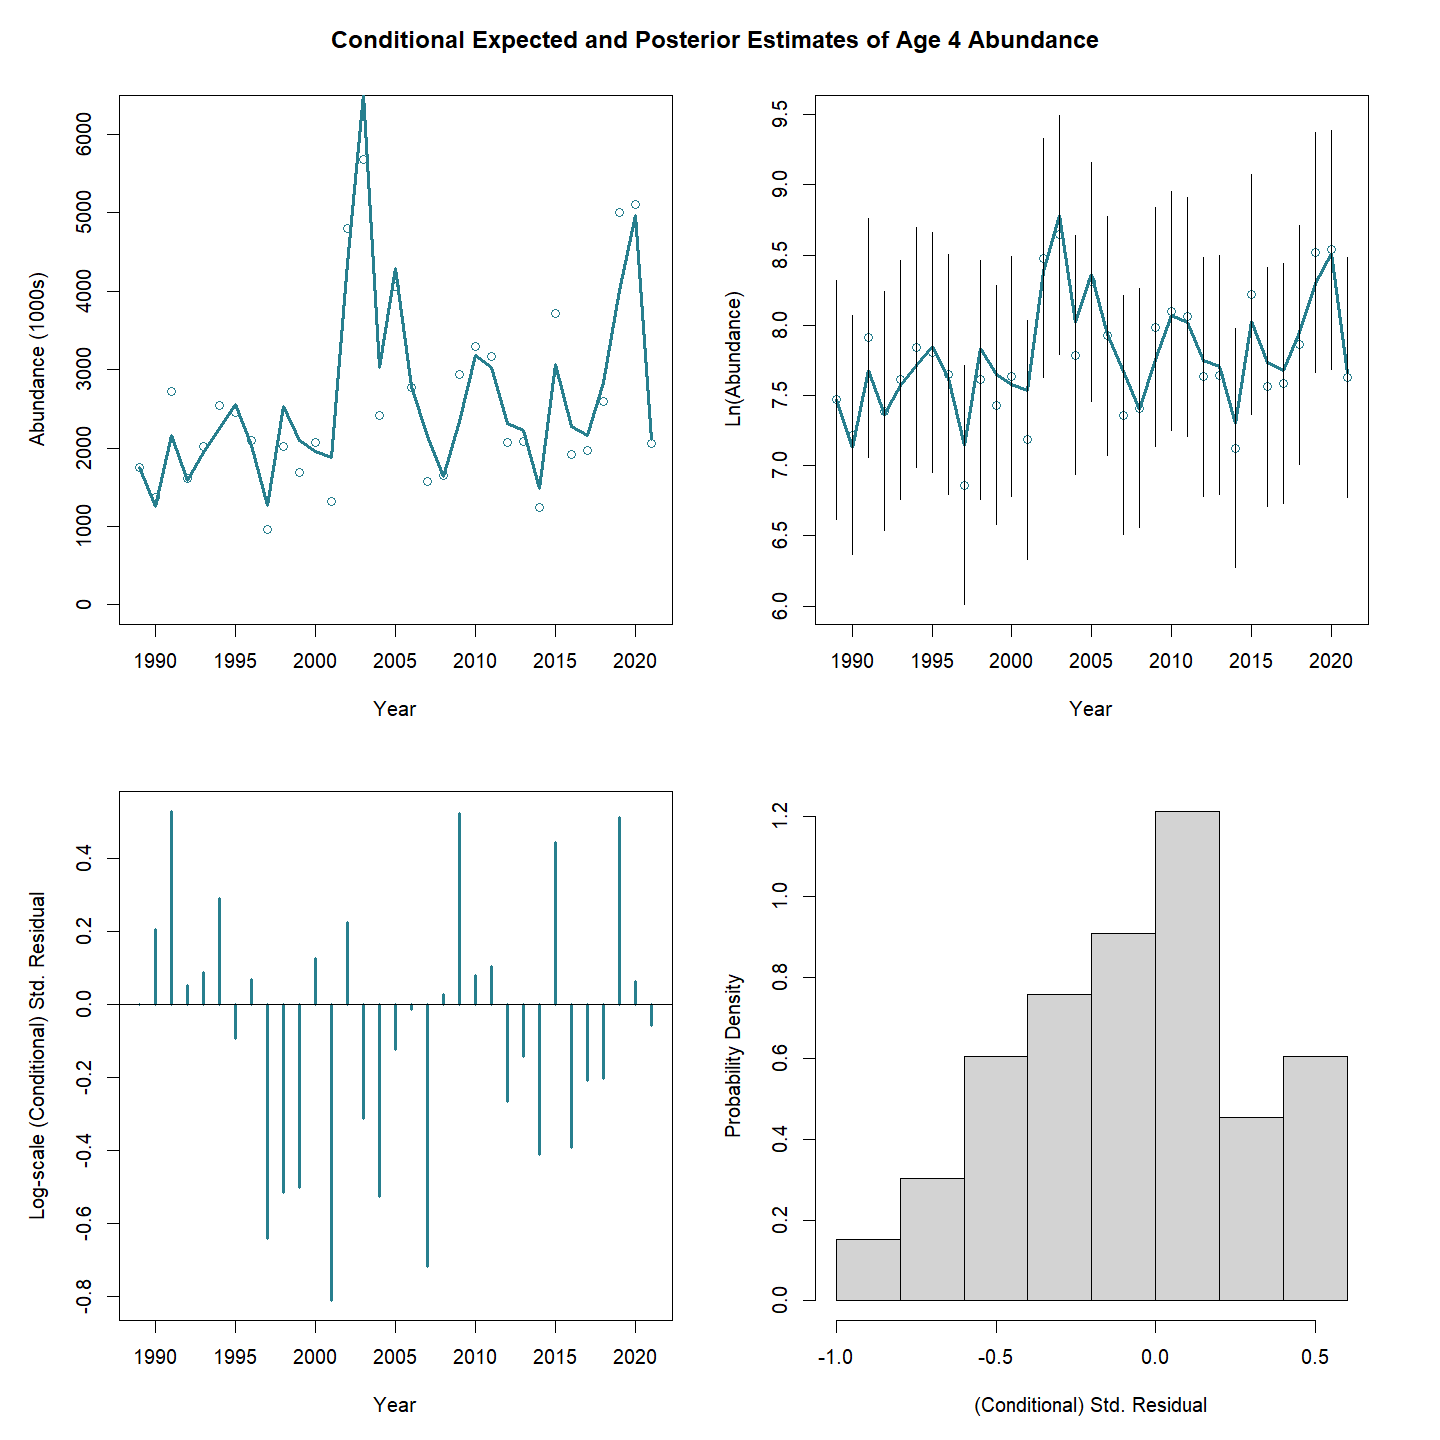 Conditional Expected and Posterior Estimates of Age 4 Abundance
Abundance (1000s)
6000
5000
4000
3000
2000
1000
0
1990 1995 2000 2005 2010 2015 2020
Year
Ln(Abundance)
9.5
9.0
8.5
8.0
7.5
7.0
6.5
6.0
1990 1995 2000 2005 2010 2015 2020
Year
Log-scale (Conditional) Std. Residual
0.4
0.2
0.0
-0.2
-0.4
-0.6
-0.8
1990 1995 2000 2005 2010 2015 2020
Year
Probability Density
1.2
1.0
0.8
0.6
0.4
0.2
0.0
-1.0 -0.5 0.0 0.5
(Conditional) Std. Residual